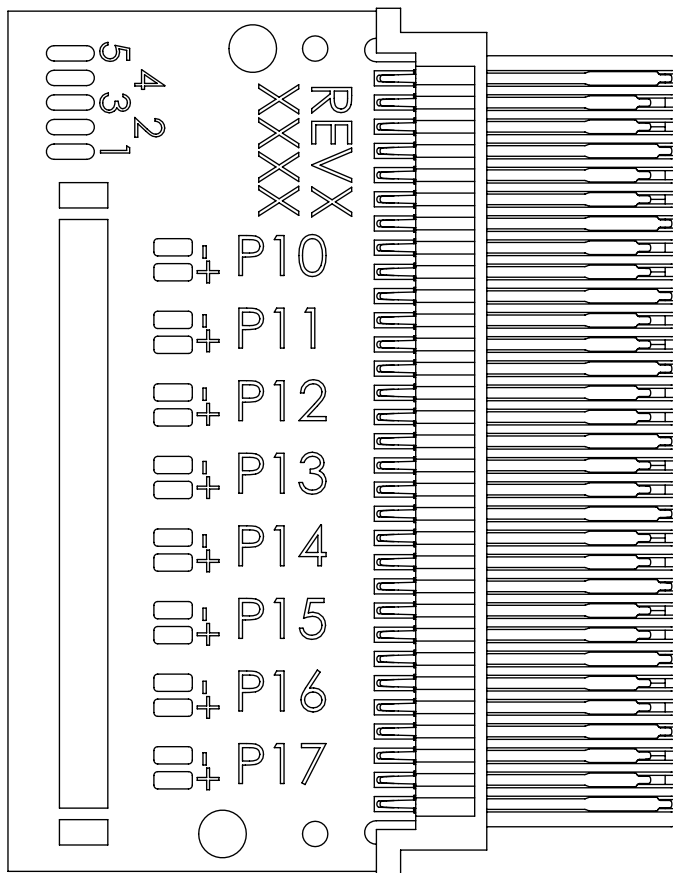 5
4
3
2
1
REVX
XXXX
- + P10
- + P11
- + P12
- + P13
- + P14
- + P15
- + P16
- + P17